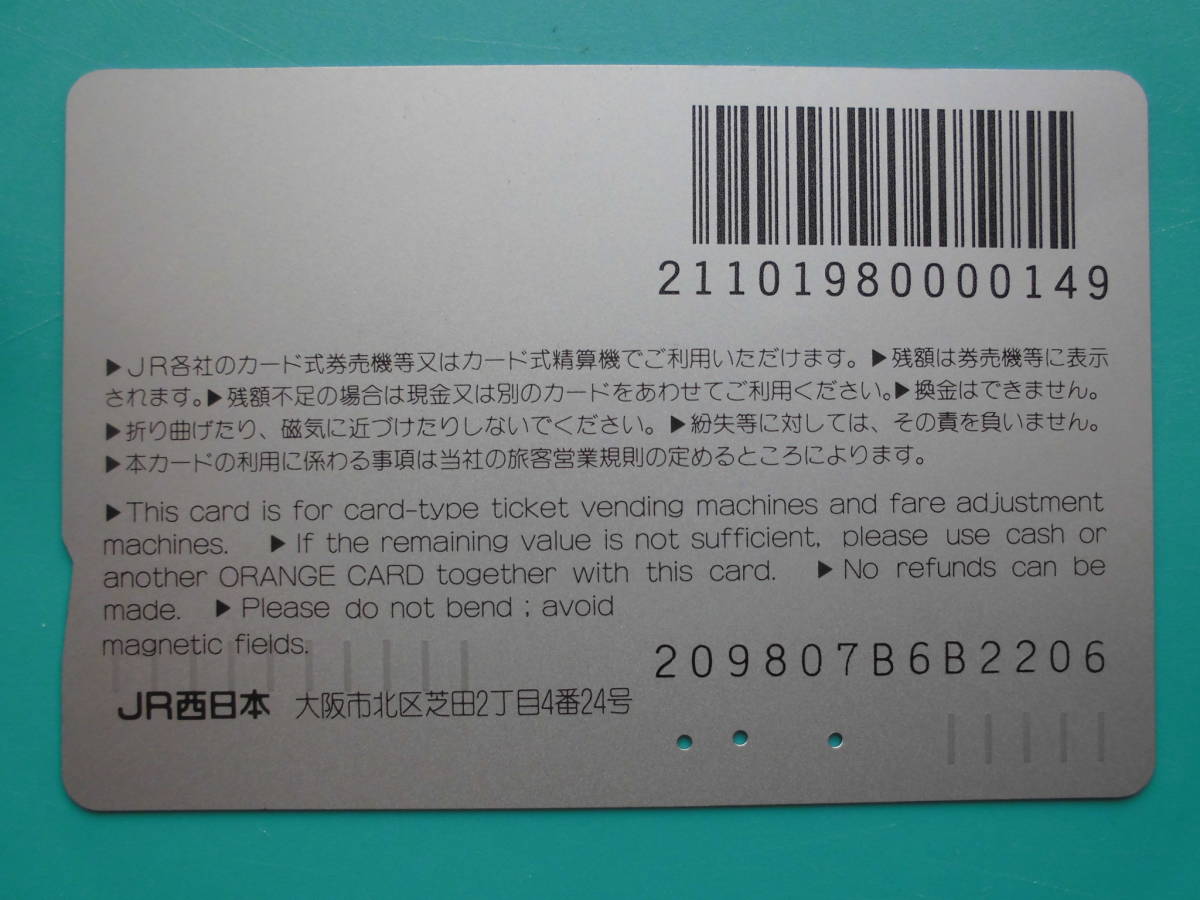 21101980000149
▶JR各社のカード式券売機等又はカード式精算機でご利用いただけます。▶残額は券売機等に表示
されます。▶残額不足の場合は現金又は別のカードをあわせてご利用ください。▶換金はできません。
▶折り曲げたり、磁気に近づけたりしないでください。▶紛失等に対しては、その責を負いません。
▶本カードの利用に係わる事項は当社の旅客営業規則の定めるところによります。
▶This card is for card-type ticket vending machines and fare adjustment
machines. ▶If the remaining value is not sufficient, please use cash or
another ORANGE CARD together with this card. ▶No refunds can be
made. ▶Please do not bend ; avoid
magnetic fields.
209807B6B2206
JR西日本 大阪市北区芝田2丁目4番24号